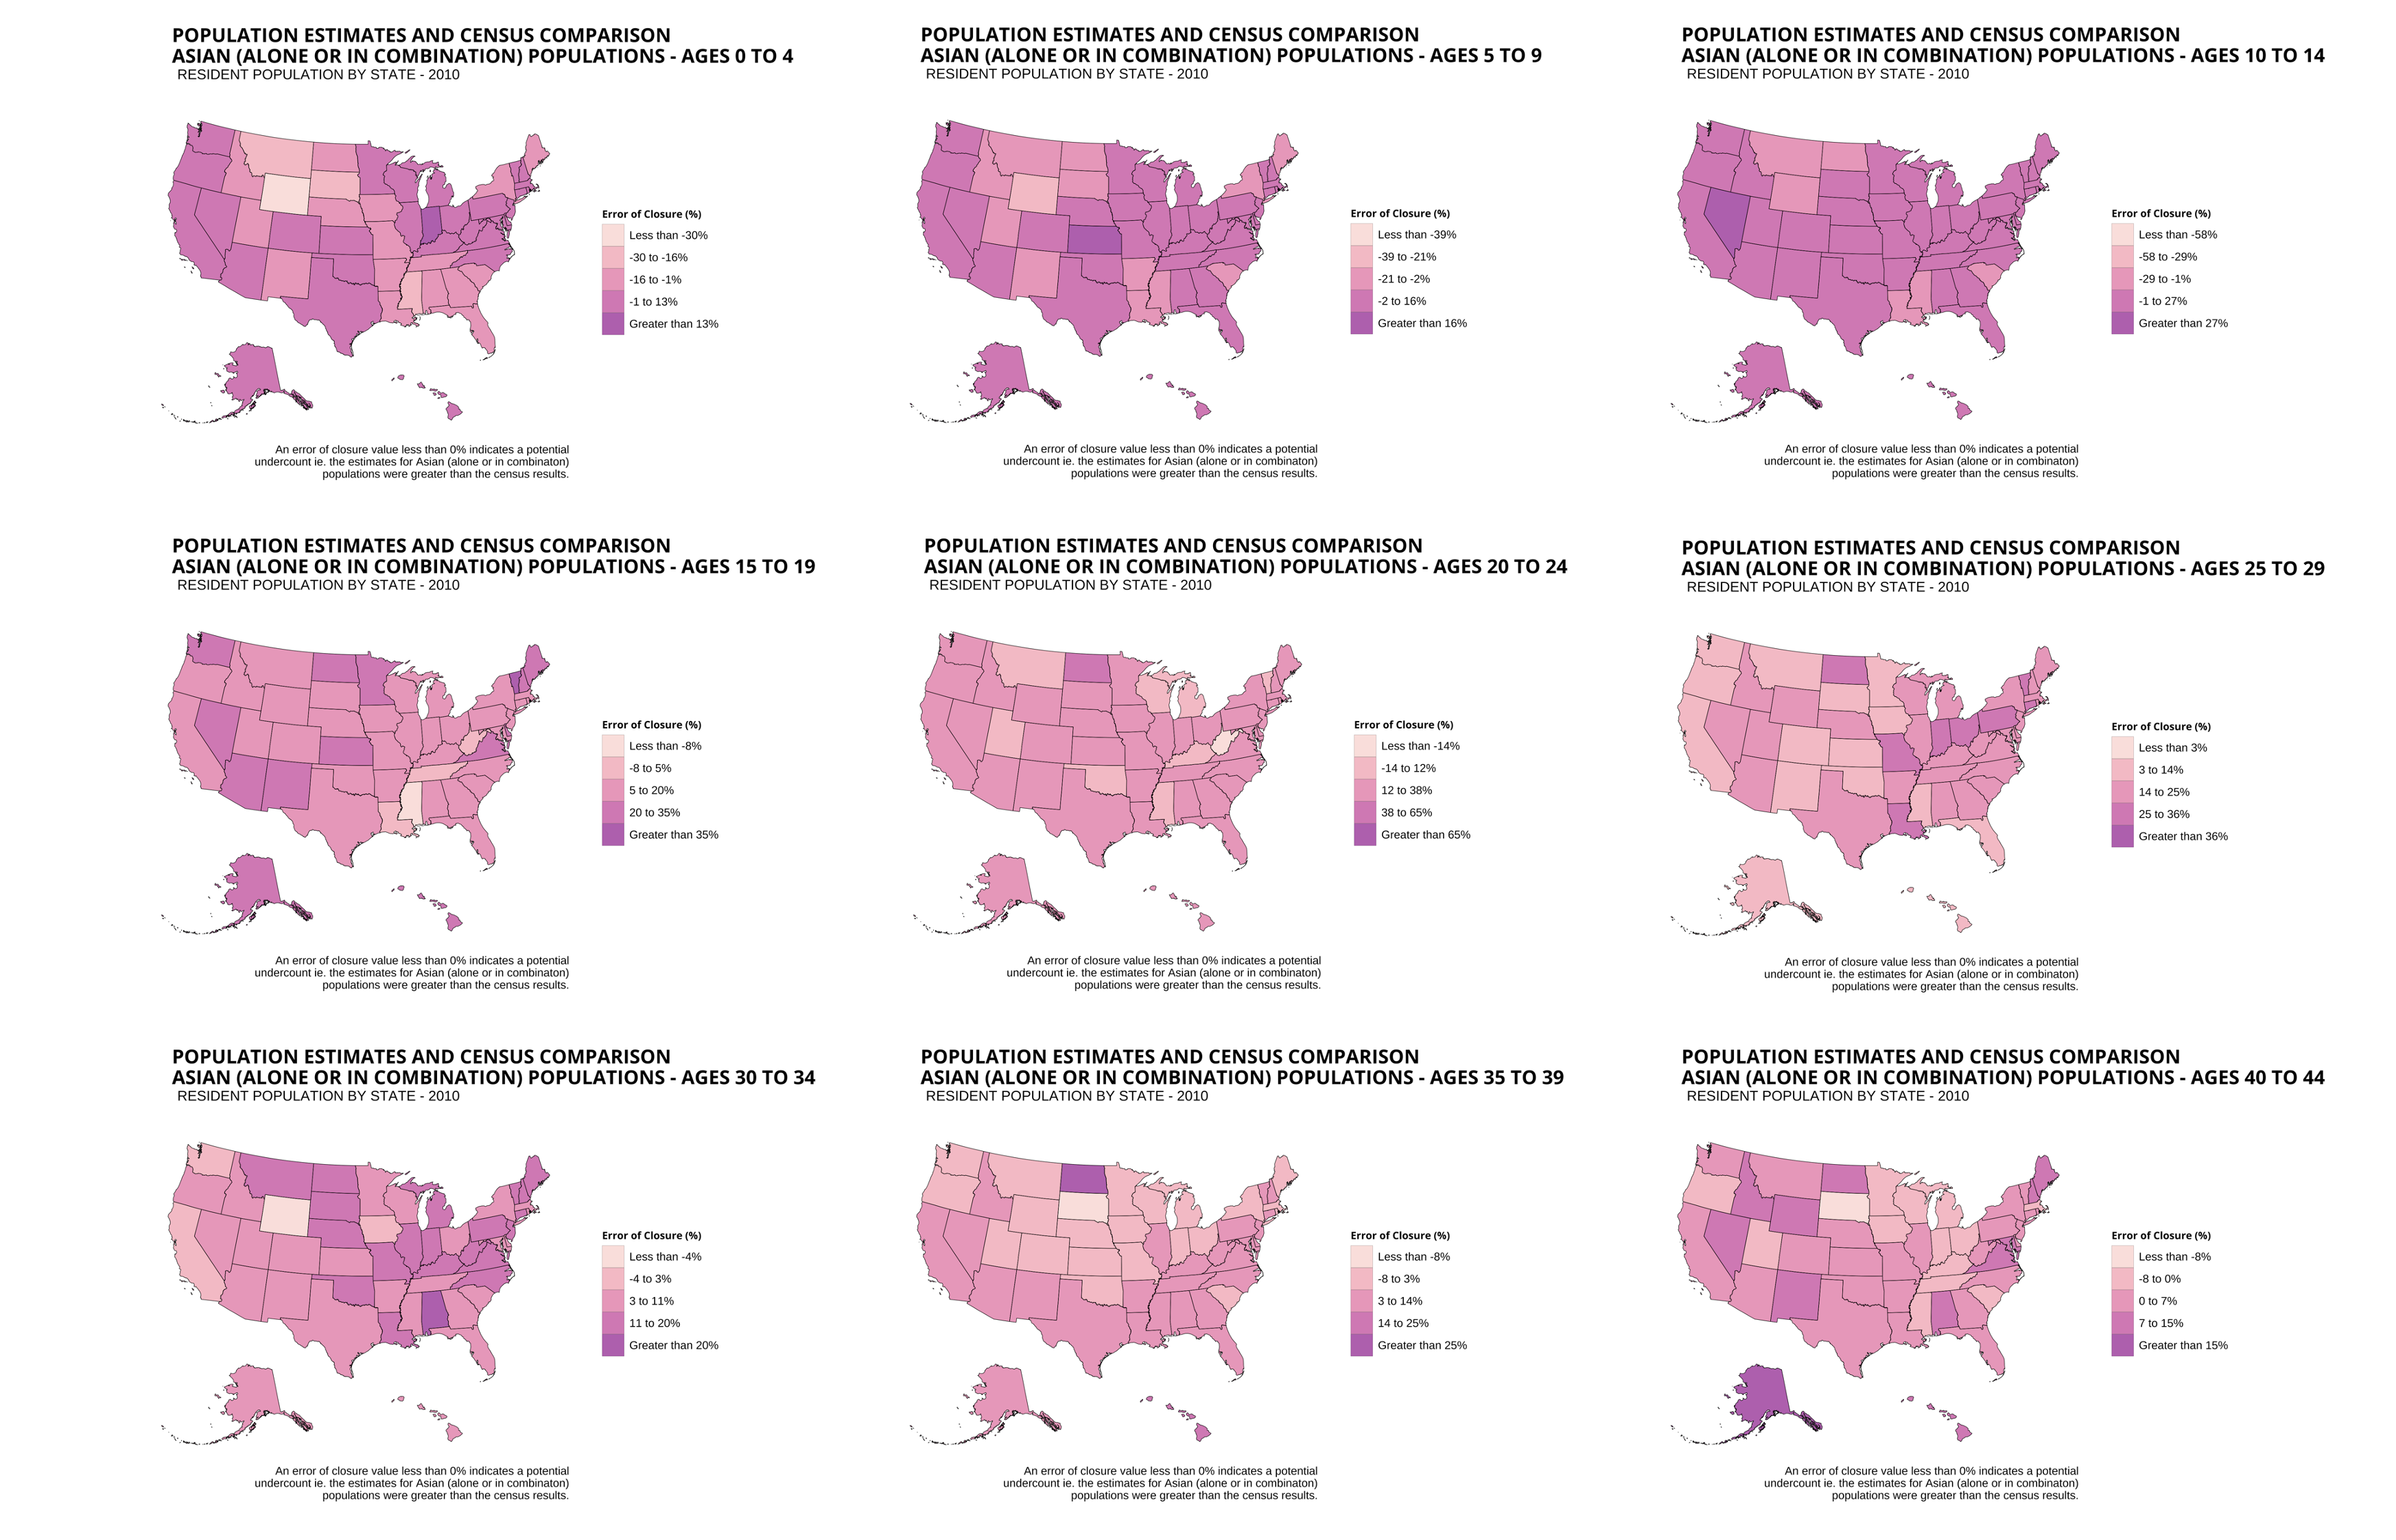 POPULATION ESTIMATES AND CENSUS COMPARISON
ASIAN (ALONE OR IN COMBINATION) POPULATIONS - AGES 0 TO 4
RESIDENT POPULATION BY STATE - 2010
Error of Closure (%)
Less than -30%
-30 to -16%
-16 to -1%
-1 to 13%
Greater than 13%
An error of closure value less than 0% indicates a potential
undercount ie. the estimates for Asian (alone or in combinaton)
populations were greater than the census results.
POPULATION ESTIMATES AND CENSUS COMPARISON
ASIAN (ALONE OR IN COMBINATION) POPULATIONS - AGES 5 TO 9
RESIDENT POPULATION BY STATE - 2010
Error of Closure (%)
Less than -39%
-39 to -21%
-21 to -2%
-2 to 16%
Greater than 16%
An error of closure value less than 0% indicates a potential
undercount ie. the estimates for Asian (alone or in combinaton)
populations were greater than the census results.
POPULATION ESTIMATES AND CENSUS COMPARISON
ASIAN (ALONE OR IN COMBINATION) POPULATIONS - AGES 10 TO 14
RESIDENT POPULATION BY STATE - 2010
Error of Closure (%)
Less than -58%
-58 to -29%
-29 to -1%
-1 to 27%
Greater than 27%
An error of closure value less than 0% indicates a potential
undercount ie. the estimates for Asian (alone or in combinaton)
populations were greater than the census results.
POPULATION ESTIMATES AND CENSUS COMPARISON
ASIAN (ALONE OR IN COMBINATION) POPULATIONS - AGES 15 TO 19
RESIDENT POPULATION BY STATE - 2010
Error of Closure (%)
Less than -8%
-8 to 5%
5 to 20%
20 to 35%
Greater than 35%
An error of closure value less than 0% indicates a potential
undercount ie. the estimates for Asian (alone or in combinaton)
populations were greater than the census results.
POPULATION ESTIMATES AND CENSUS COMPARISON
ASIAN (ALONE OR IN COMBINATION) POPULATIONS - AGES 20 TO 24
RESIDENT POPULATION BY STATE - 2010
Error of Closure (%)
Less than -14%
-14 to 12%
12 to 38%
38 to 65%
Greater than 65%
An error of closure value less than 0% indicates a potential
undercount ie. the estimates for Asian (alone or in combinaton)
populations were greater than the census results.
POPULATION ESTIMATES AND CENSUS COMPARISON
ASIAN (ALONE OR IN COMBINATION) POPULATIONS - AGES 25 TO 29
RESIDENT POPULATION BY STATE - 2010
Error of Closure (%)
Less than 3%
3 to 14%
14 to 25%
25 to 36%
Greater than 36%
An error of closure value less than 0% indicates a potential
undercount ie. the estimates for Asian (alone or in combinaton)
populations were greater than the census results.
POPULATION ESTIMATES AND CENSUS COMPARISON
ASIAN (ALONE OR IN COMBINATION) POPULATIONS - AGES 30 TO 34
RESIDENT POPULATION BY STATE - 2010
Error of Closure (%)
Less than -4%
-4 to 3%
3 to 11%
11 to 20%
Greater than 20%
An error of closure value less than 0% indicates a potential
undercount ie. the estimates for Asian (alone or in combinaton)
populations were greater than the census results.
POPULATION ESTIMATES AND CENSUS COMPARISON
ASIAN (ALONE OR IN COMBINATION) POPULATIONS - AGES 35 TO 39
RESIDENT POPULATION BY STATE - 2010
Error of Closure (%)
Less than -8%
-8 to 3%
3 to 14%
14 to 25%
Greater than 25%
An error of closure value less than 0% indicates a potential
undercount ie. the estimates for Asian (alone or in combinaton)
populations were greater than the census results.
POPULATION ESTIMATES AND CENSUS COMPARISON
ASIAN (ALONE OR IN COMBINATION) POPULATIONS - AGES 40 TO 44
RESIDENT POPULATION BY STATE - 2010
Error of Closure (%)
Less than -8%
-8 to 0%
0 to 7%
7 to 15%
Greater than 15%
An error of closure value less than 0% indicates a potential
undercount ie. the estimates for Asian (alone or in combinaton)
populations were greater than the census results.